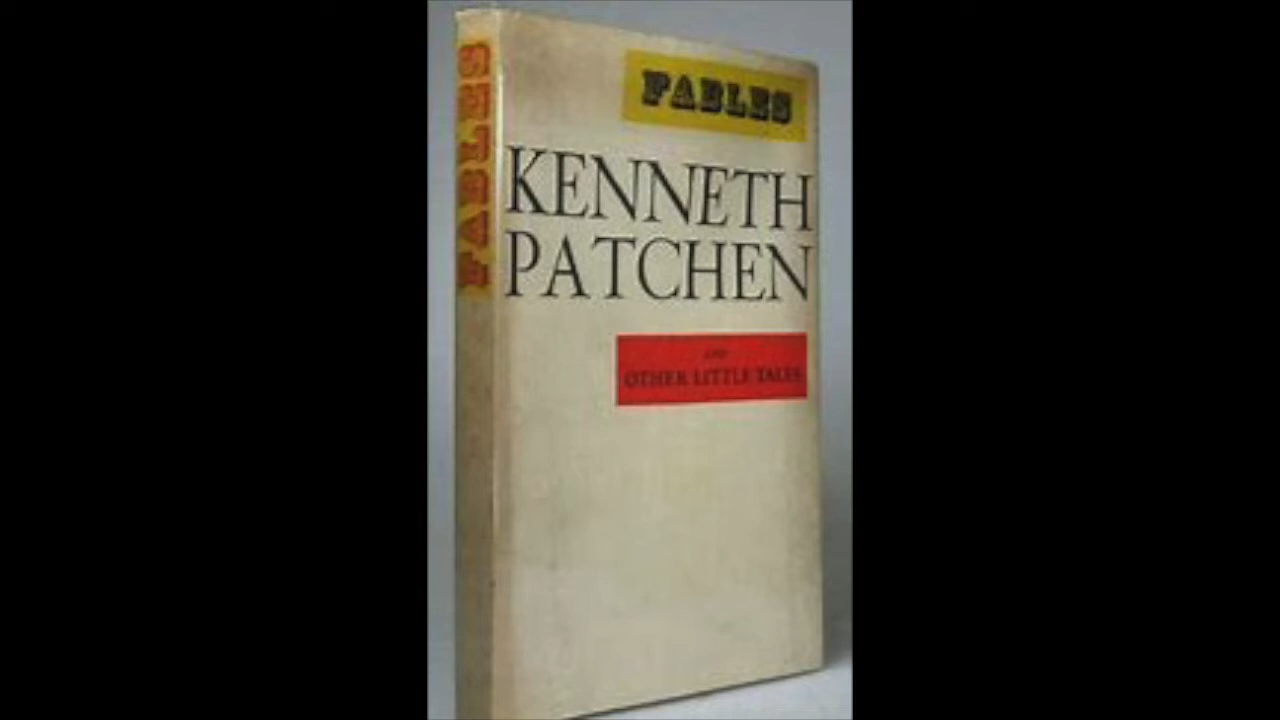 FABLES
FABLES
KENNETH
PATCHEN
AND
OTHER LITTLE TALES